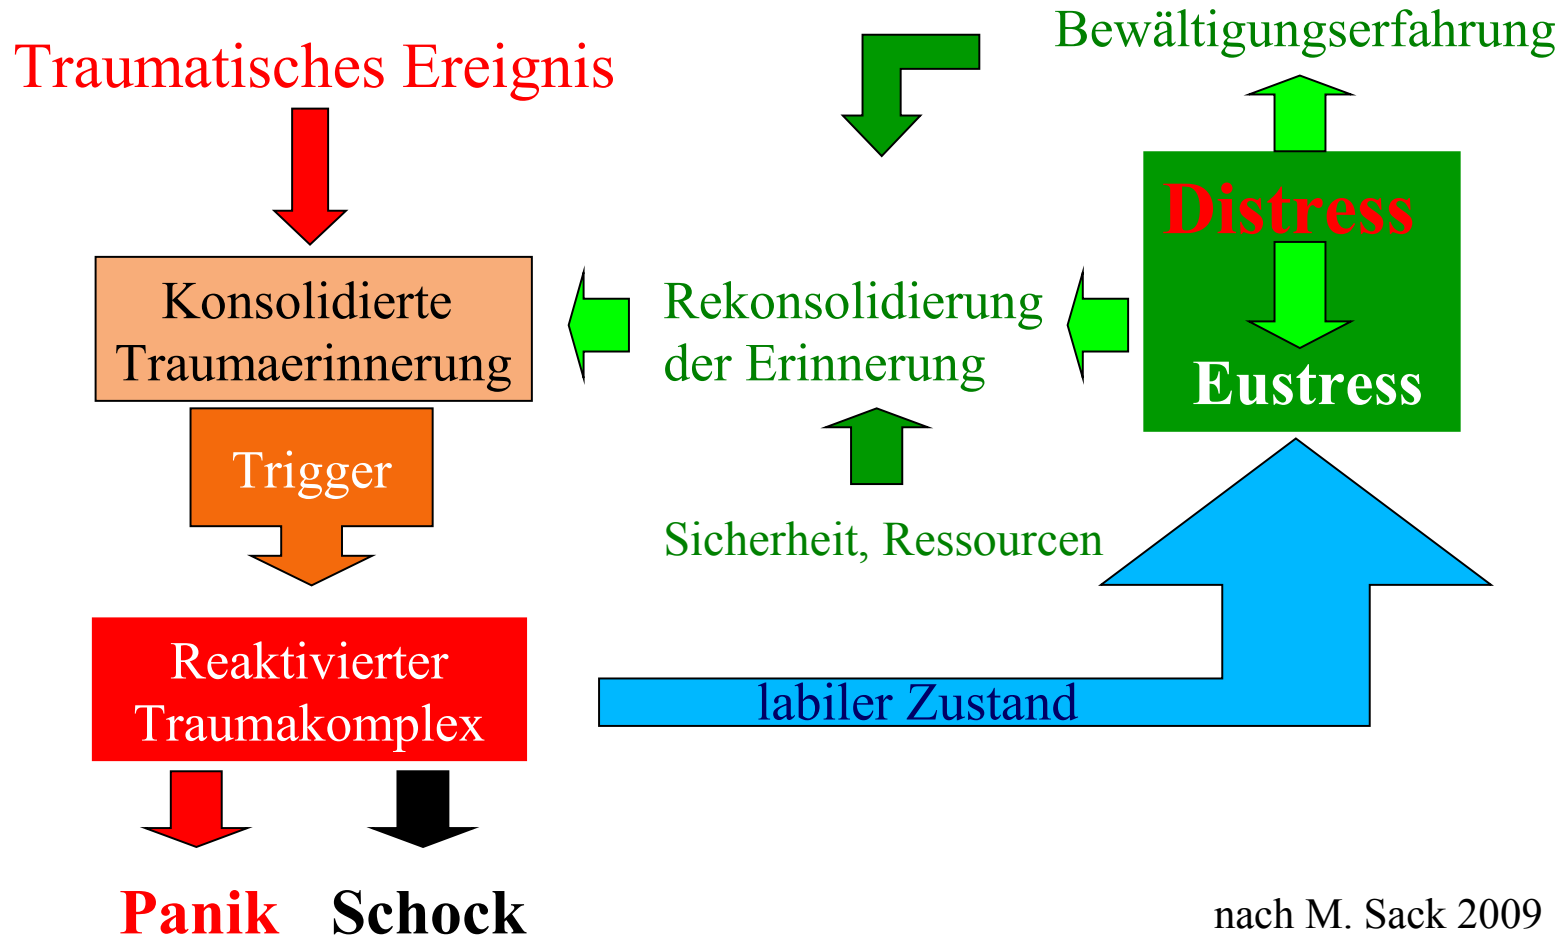 Traumatisches Ereignis
Konsolidierte
Traumaerinnerung
Trigger
Reaktivierter
Traumakomplex
Panik
Schock
labiler Zustand
Bewältigungserfahrung
Distress
Eustress
Rekonsolidierung
der Erinnerung
Sicherheit, Ressourcen
nach M. Sack 2009